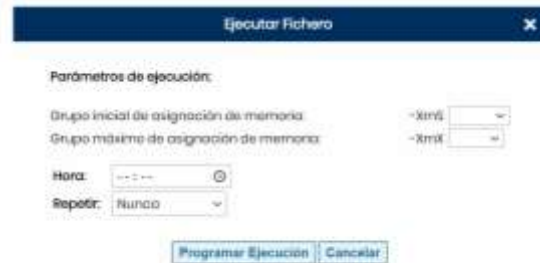 Ejecutar Fichero ×
Parámetros de ejecución:
Grupo inicial de asignación de memoria: -XmS
Grupo máximo de asignación de memoria: -XmX
Hora: --:--
Repetir: Nunca
Programar Ejecución Cancelar